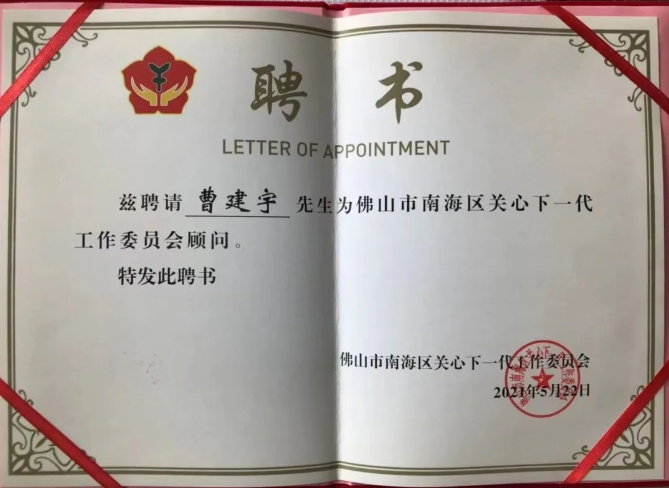 聘书
LETTER OF APPOINTMENT
兹聘请 曹建宇 先生为佛山市南海区关心下一代
工作委员会顾问。
特发此聘书
佛山市南海区关心下一代工作委员会
2021年5月22日